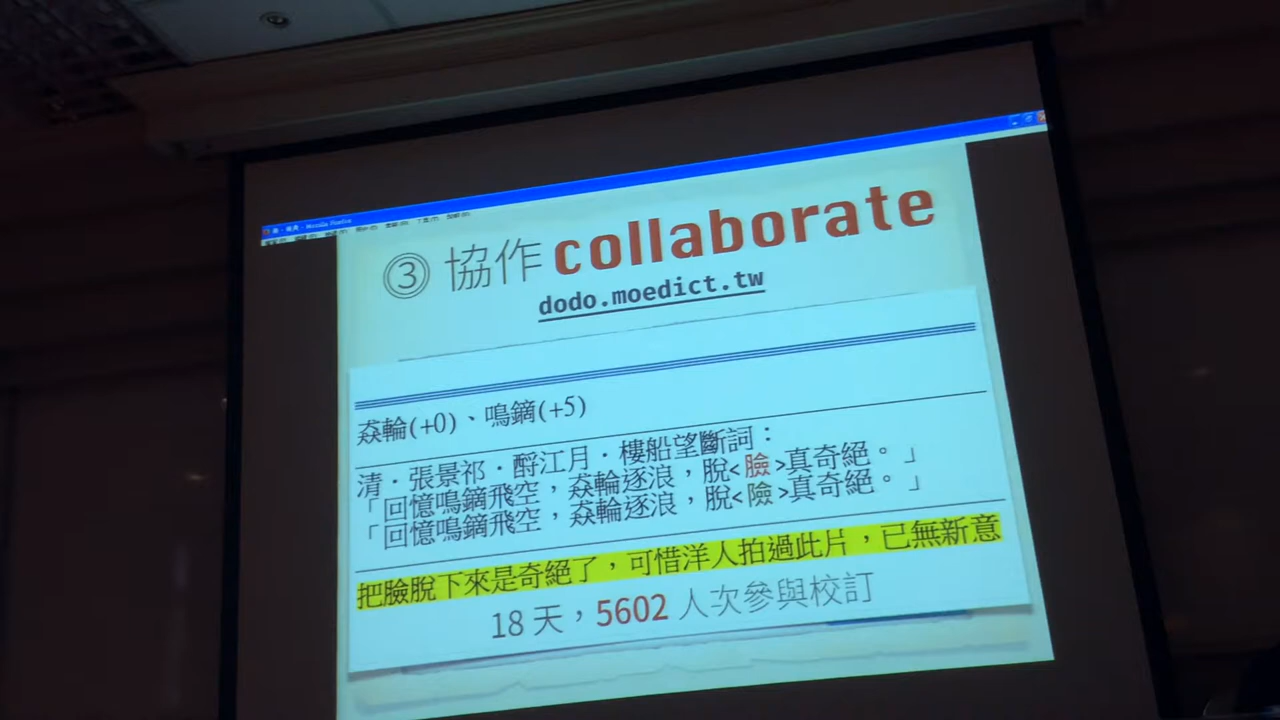 ③ 協作 collaborate
dodo.moedict.tw
猋輪(+0)、鳴鏑(+5)
清．張景祁．酹江月．樓船望斷詞：
「回憶鳴鏑飛空，猋輪逐浪，脫<臉>真奇絕。」
「回憶鳴鏑飛空，猋輪逐浪，脫<險>真奇絕。」
把臉脫下來是奇絕了，可惜洋人拍過此片，已無新意
18 天，5602 人次參與校訂